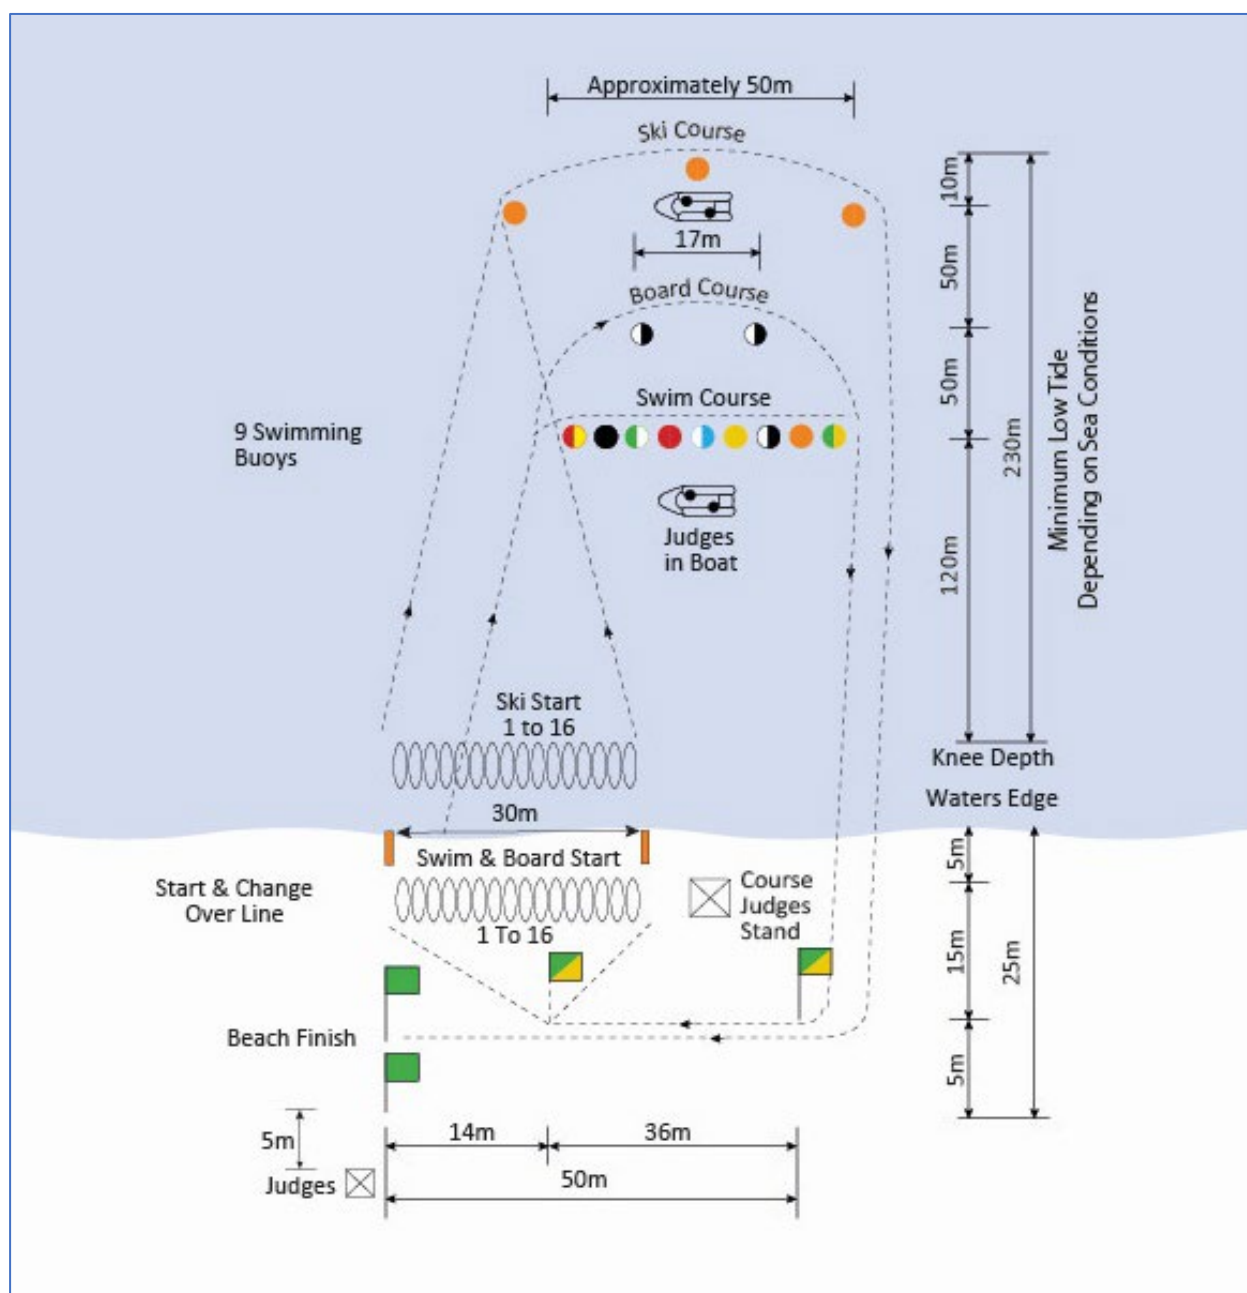 Approximately 50m
Ski Course
10m
17m
50m
Board Course
50m
Swim Course
9 Swimming
Buoys
230m
Minimum Low Tide
Depending on Sea Conditions
Judges
in Boat
120m
Ski Start
1 to 16
Knee Depth
Waters Edge
30m
Swim & Board Start
5m
Start & Change
Over Line
Course
Judges
Stand
1 To 16
15m
25m
Beach Finish
5m
5m
14m
36m
Judges
50m